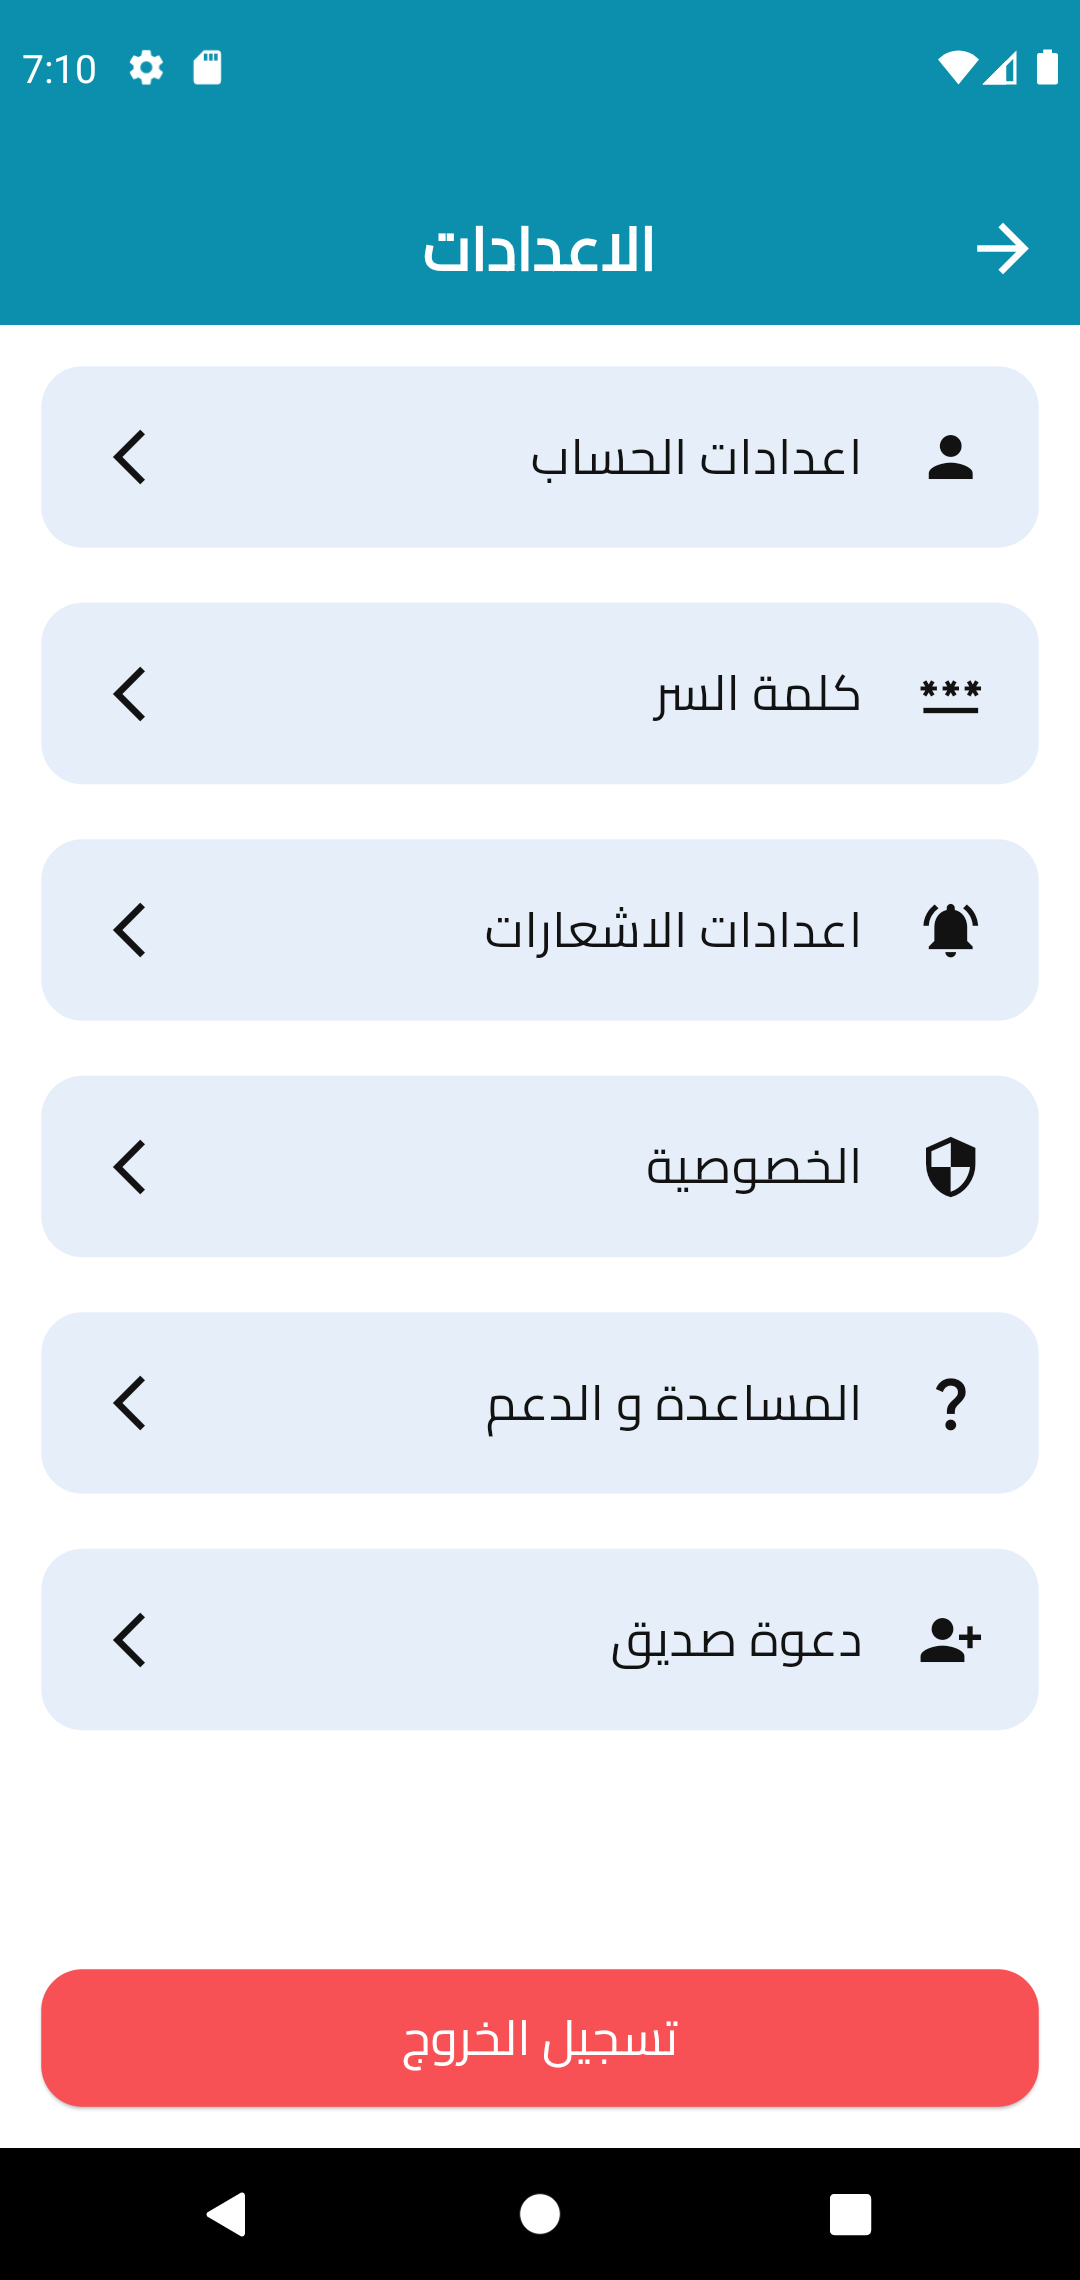 7:10
الاعدادات
اعدادات الحساب
كلمة السر
اعدادات الاشعارات
الخصوصية
المساعدة و الدعم
دعوة صديق
تسجيل الخروج